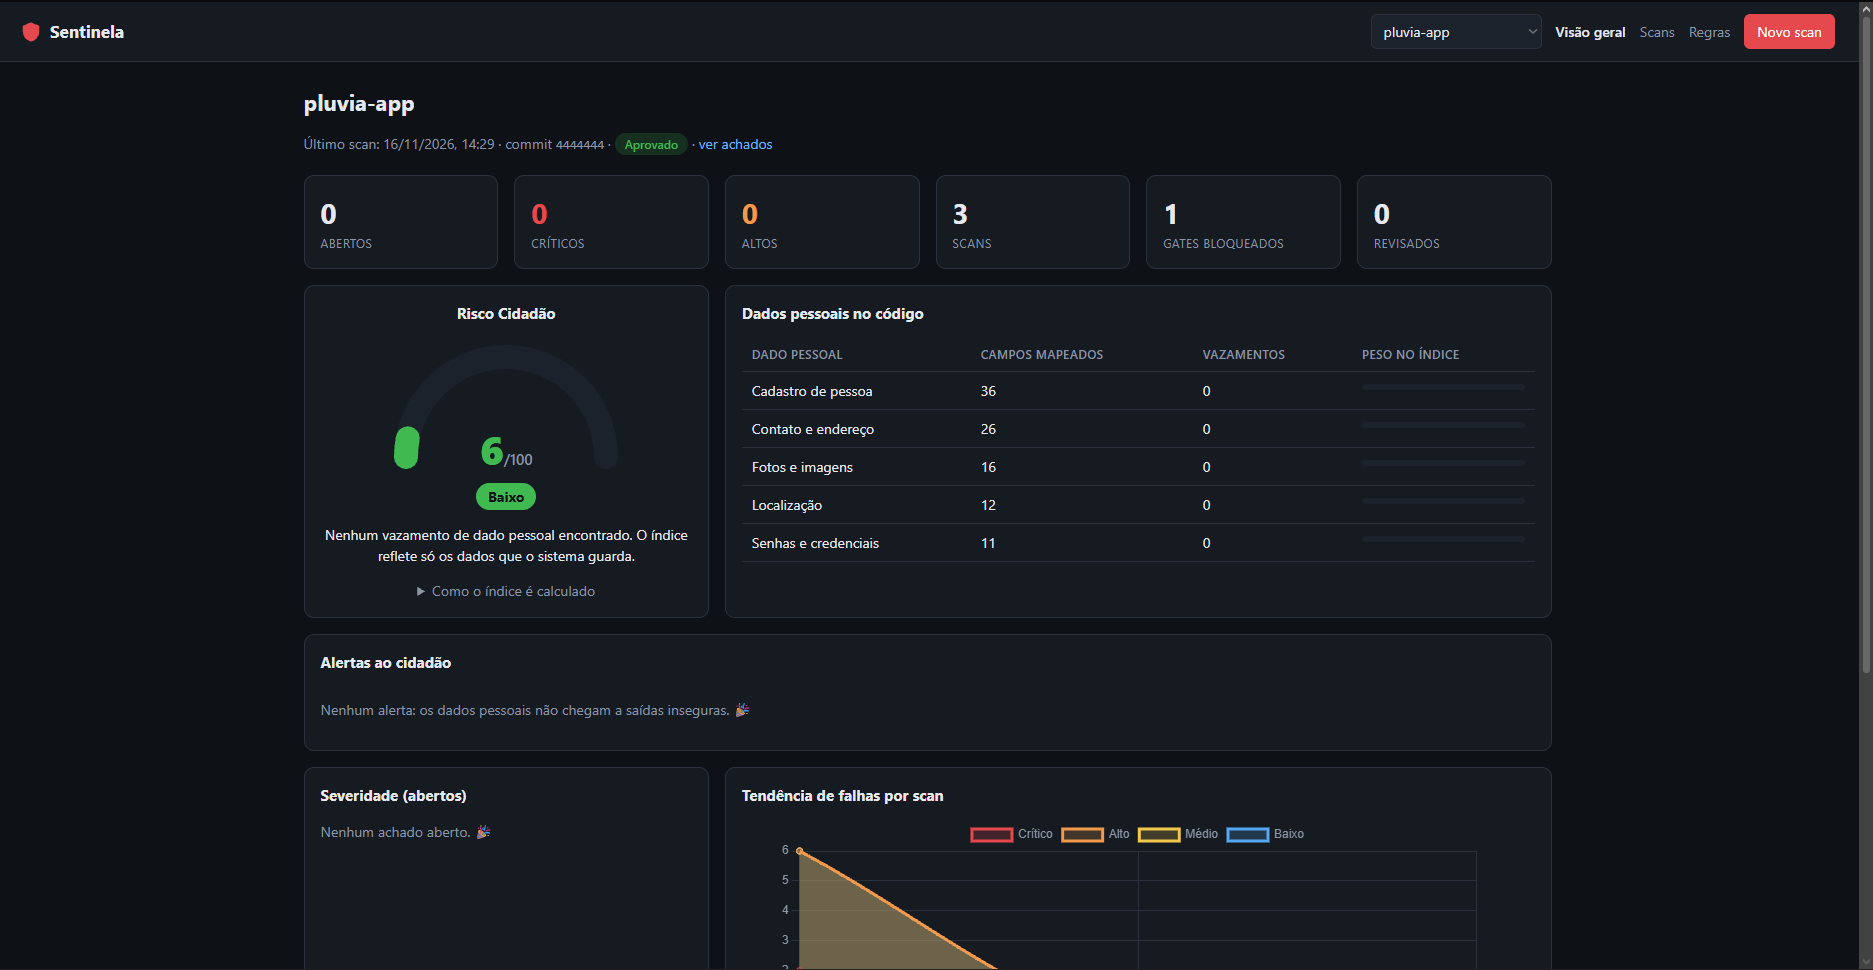 Sentinela
pluvia-app
Visão geral
Scans
Regras
Novo scan
pluvia-app
Último scan: 16/11/2026, 14:29 · commit 4444444 · Aprovado · ver achados
0
ABERTOS
0
CRÍTICOS
0
ALTOS
3
SCANS
1
GATES BLOQUEADOS
0
REVISADOS
Risco Cidadão
6/100
Baixo
Nenhum vazamento de dado pessoal encontrado. O índice
reflete só os dados que o sistema guarda.
▶ Como o índice é calculado
Dados pessoais no código
DADO PESSOAL CAMPOS MAPEADOS VAZAMENTOS PESO NO ÍNDICE
Cadastro de pessoa 36 0
Contato e endereço 26 0
Fotos e imagens 16 0
Localização 12 0
Senhas e credenciais 11 0
Alertas ao cidadão
Nenhum alerta: os dados pessoais não chegam a saídas inseguras. 🎉
Severidade (abertos)
Nenhum achado aberto. 🎉
Tendência de falhas por scan
Crítico Alto Médio Baixo
6
5
4
3